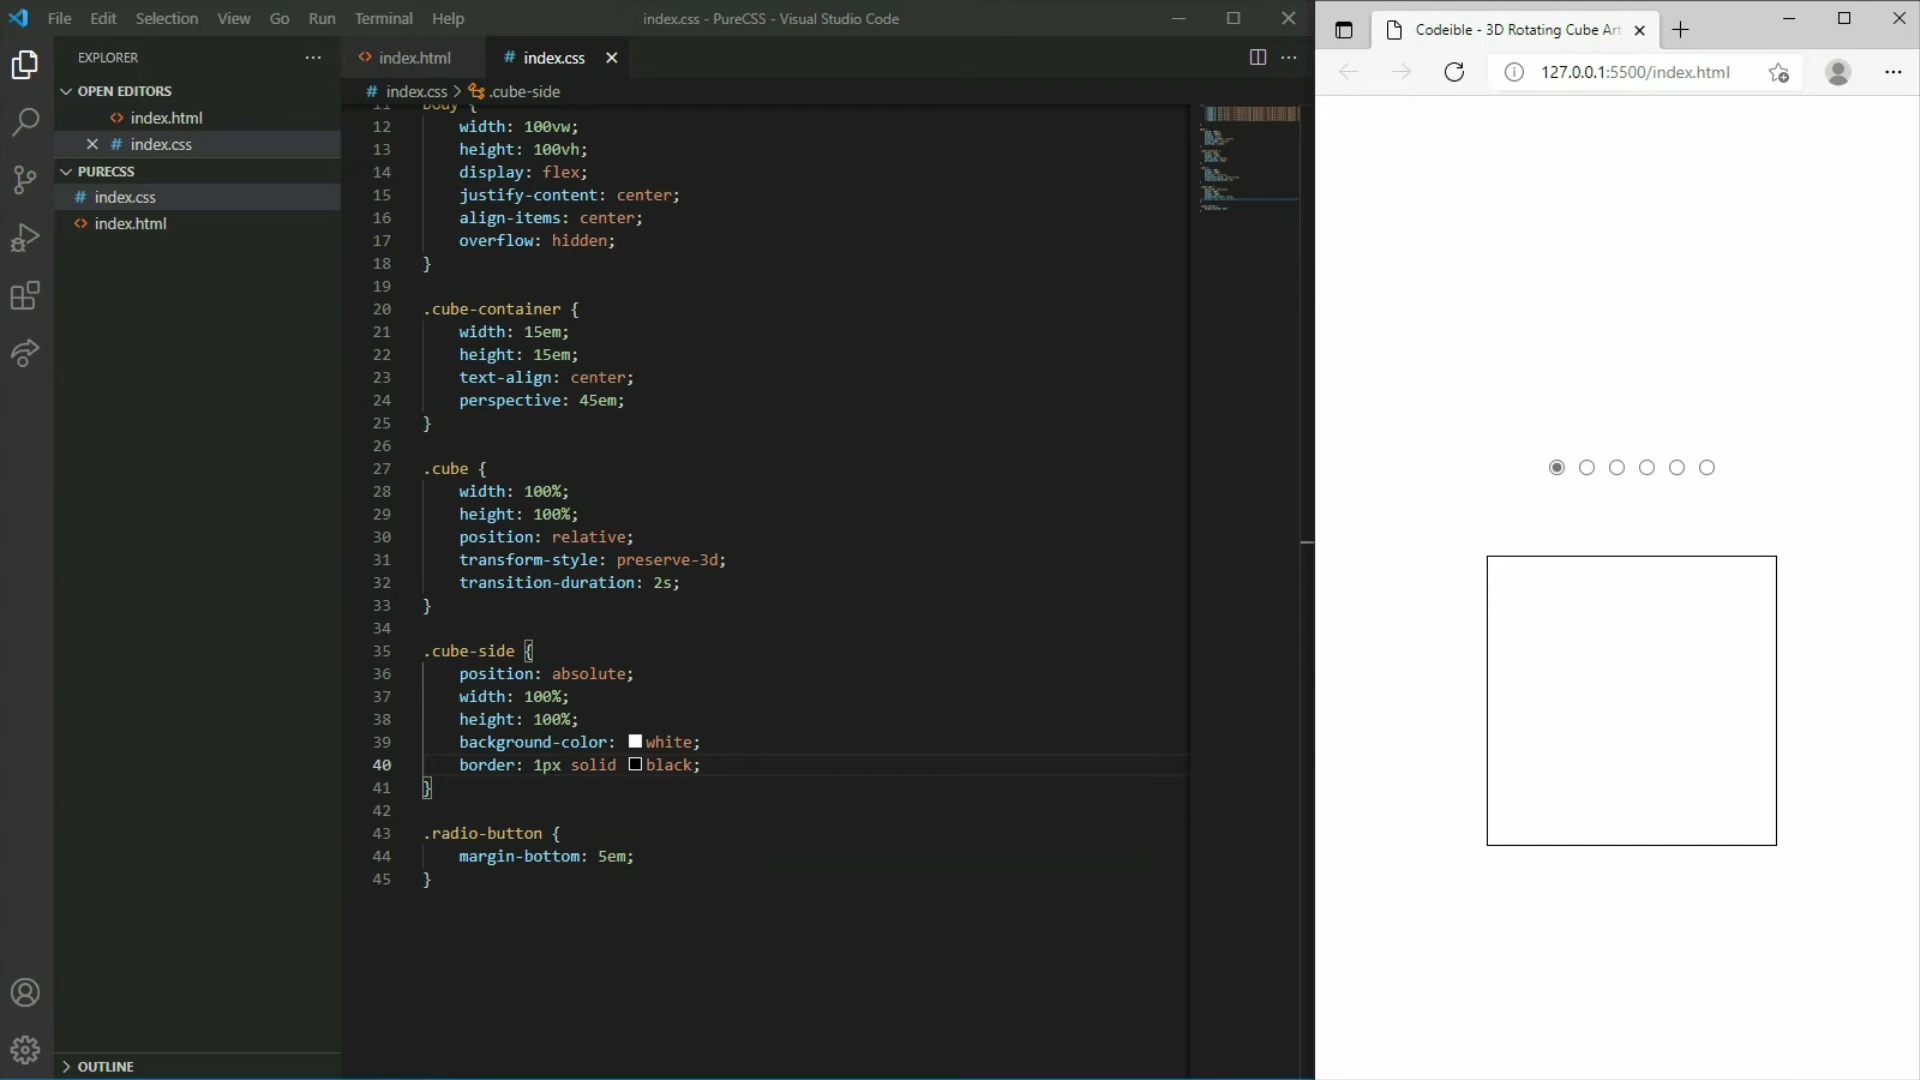 File Edit Selection View Go Run Terminal Help
index.css - PureCSS - Visual Studio Code
EXPLORER
OPEN EDITORS
index.html
index.css
PURECSS
index.css
index.html
OUTLINE
index.html
index.css
index.css > .cube-side
11 body {
12 width: 100vw;
13 height: 100vh;
14 display: flex;
15 justify-content: center;
16 align-items: center;
17 overflow: hidden;
18 }
19
20 .cube-container {
21 width: 15em;
22 height: 15em;
23 text-align: center;
24 perspective: 45em;
25 }
26
27 .cube {
28 width: 100%;
29 height: 100%;
30 position: relative;
31 transform-style: preserve-3d;
32 transition-duration: 2s;
33 }
34
35 .cube-side {
36 position: absolute;
37 width: 100%;
38 height: 100%;
39 background-color: white;
40 border: 1px solid black;
41 }
42
43 .radio-button {
44 margin-bottom: 5em;
45 }
Codeible - 3D Rotating Cube Art
127.0.0.1:5500/index.html